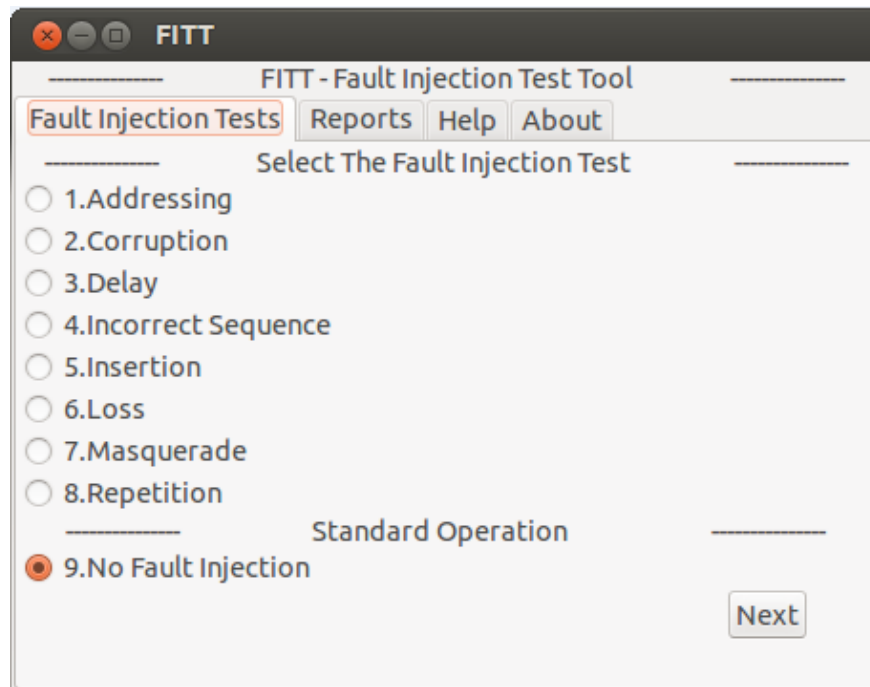 FITT
--------------- FITT - Fault Injection Test Tool ---------------
Fault Injection Tests Reports Help About
--------------- Select The Fault Injection Test ---------------
1.Addressing
2.Corruption
3.Delay
4.Incorrect Sequence
5.Insertion
6.Loss
7.Masquerade
8.Repetition
--------------- Standard Operation ---------------
9.No Fault Injection
Next